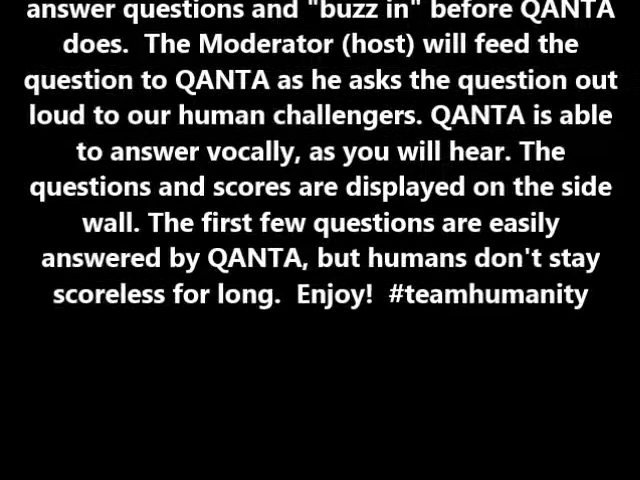 answer questions and "buzz in" before QANTA
does.  The Moderator (host) will feed the
question to QANTA as he asks the question out
loud to our human challengers. QANTA is able
to answer vocally, as you will hear. The
questions and scores are displayed on the side
wall. The first few questions are easily
answered by QANTA, but humans don't stay
scoreless for long.  Enjoy!  #teamhumanity